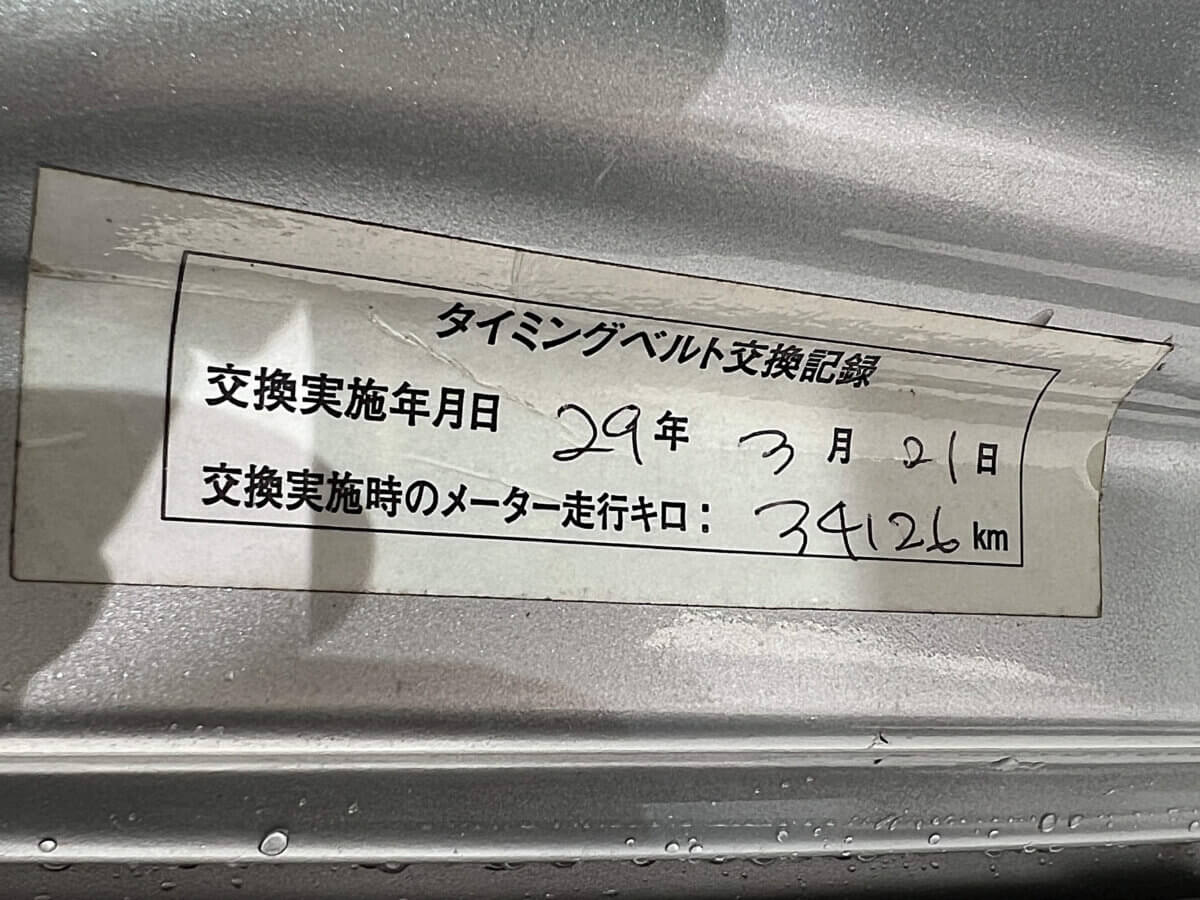 タイミングベルト交換記録
交換実施年月日 29年 3月 21日
交換実施時のメーター走行キロ： 34126km